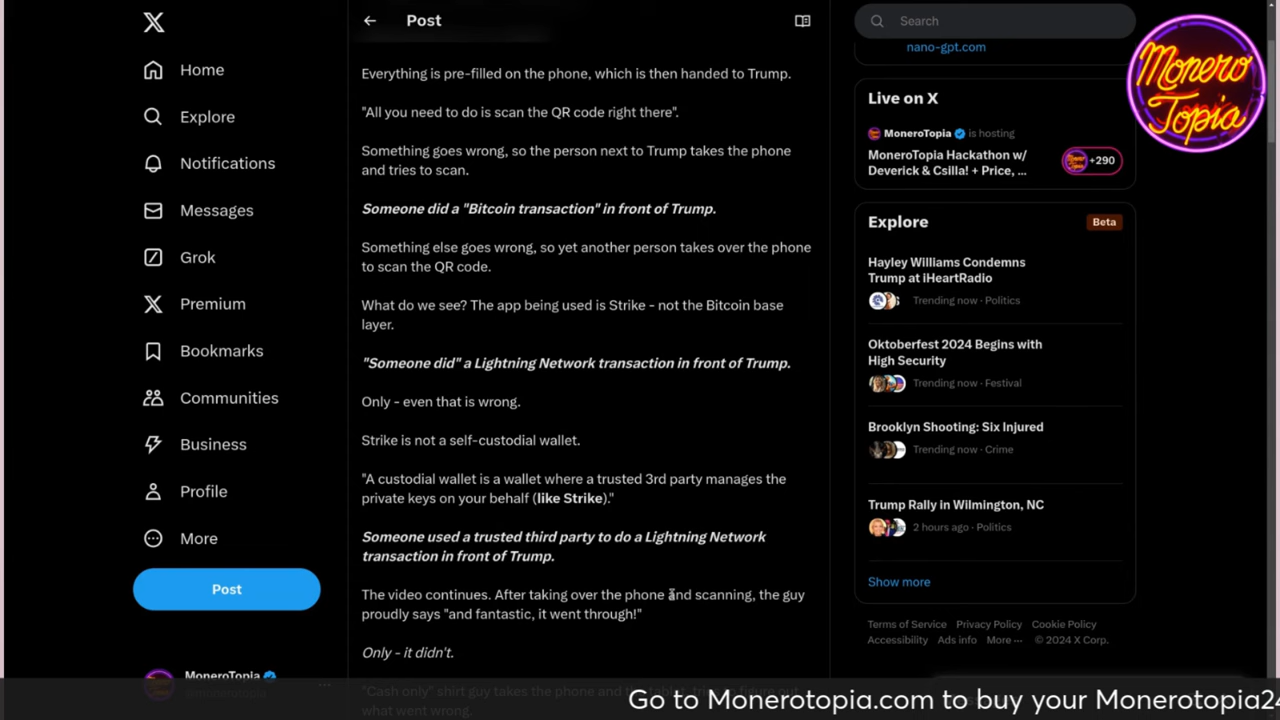 Home
Explore
Notifications
Messages
Grok
Premium
Bookmarks
Communities
Business
Profile
More
Post
MoneroTopia
Post
Everything is pre-filled on the phone, which is then handed to Trump.
"All you need to do is scan the QR code right there".
Something goes wrong, so the person next to Trump takes the phone
and tries to scan.
Someone did a "Bitcoin transaction" in front of Trump.
Something else goes wrong, so yet another person takes over the phone
to scan the QR code.
What do we see? The app being used is Strike - not the Bitcoin base
layer.
"Someone did" a Lightning Network transaction in front of Trump.
Only - even that is wrong.
Strike is not a self-custodial wallet.
"A custodial wallet is a wallet where a trusted 3rd party manages the
private keys on your behalf (like Strike)."
Someone used a trusted third party to do a Lightning Network
transaction in front of Trump.
The video continues. After taking over the phone and scanning, the guy
proudly says "and fantastic, it went through!"
Only - it didn't.
"Cash only" shirt guy takes the phone and
what went wrong.
Search
nano-gpt.com
Live on X
MoneroTopia is hosting
MoneroTopia Hackathon w/
Deverick & Csilla! + Price, ...
+290
Explore
Beta
Hayley Williams Condemns
Trump at iHeartRadio
Trending now · Politics
Oktoberfest 2024 Begins with
High Security
Trending now · Festival
Brooklyn Shooting: Six Injured
Trending now · Crime
Trump Rally in Wilmington, NC
2 hours ago · Politics
Show more
Terms of Service Privacy Policy Cookie Policy
Accessibility Ads info More ··· © 2024 X Corp.
Monero
Topia
Go to Monerotopia.com to buy your Monerotopia24